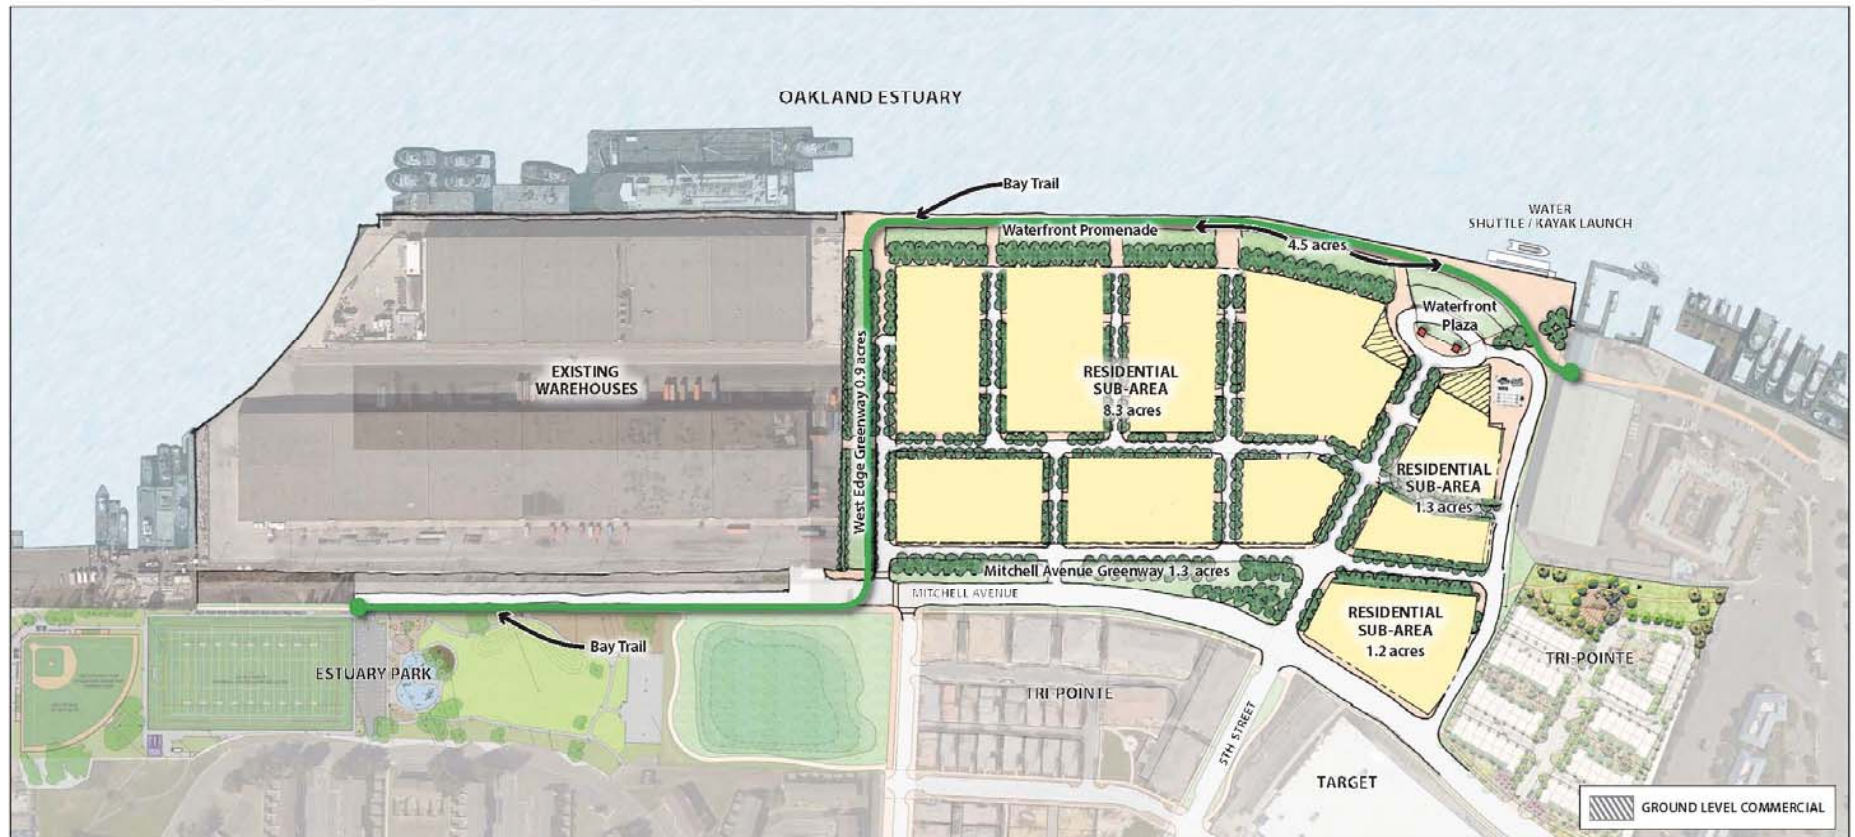 OAKLAND ESTUARY
Bay Trail
WATER
SHUTTLE / KAYAK LAUNCH
Waterfront Promenade
4.5 acres
Waterfront
Plaza
West Edge Greenway 0.9 acres
EXISTING
WAREHOUSES
RESIDENTIAL
SUB-AREA
8.3 acres
RESIDENTIAL
SUB-AREA
1.3 acres
Mitchell Avenue Greenway 1.3 acres
MITCHELL AVENUE
RESIDENTIAL
SUB-AREA
1.2 acres
Bay Trail
ESTUARY PARK
TRI-POINTE
TRI-POINTE
5TH STREET
TARGET
GROUND LEVEL COMMERCIAL